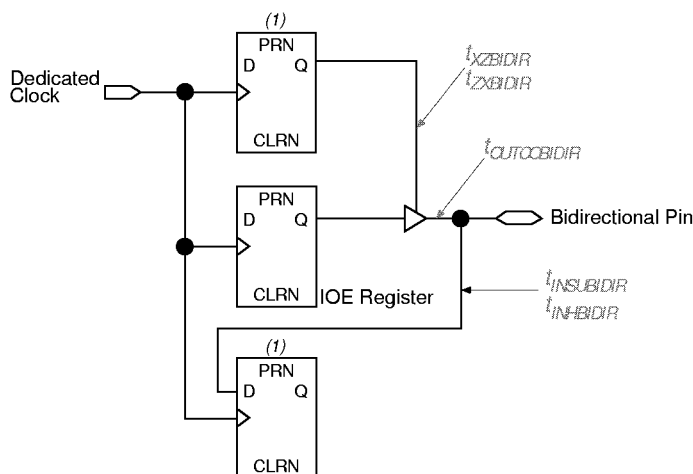 (1)
PRN
D Q
CLRN
Dedicated
Clock
tXZBIDIR
tZXBIDIR
tOUTCOBIDIR
PRN
D Q
CLRN
IOE Register
Bidirectional Pin
tINSUBIDIR
tINHBIDIR
(1)
PRN
D Q
CLRN